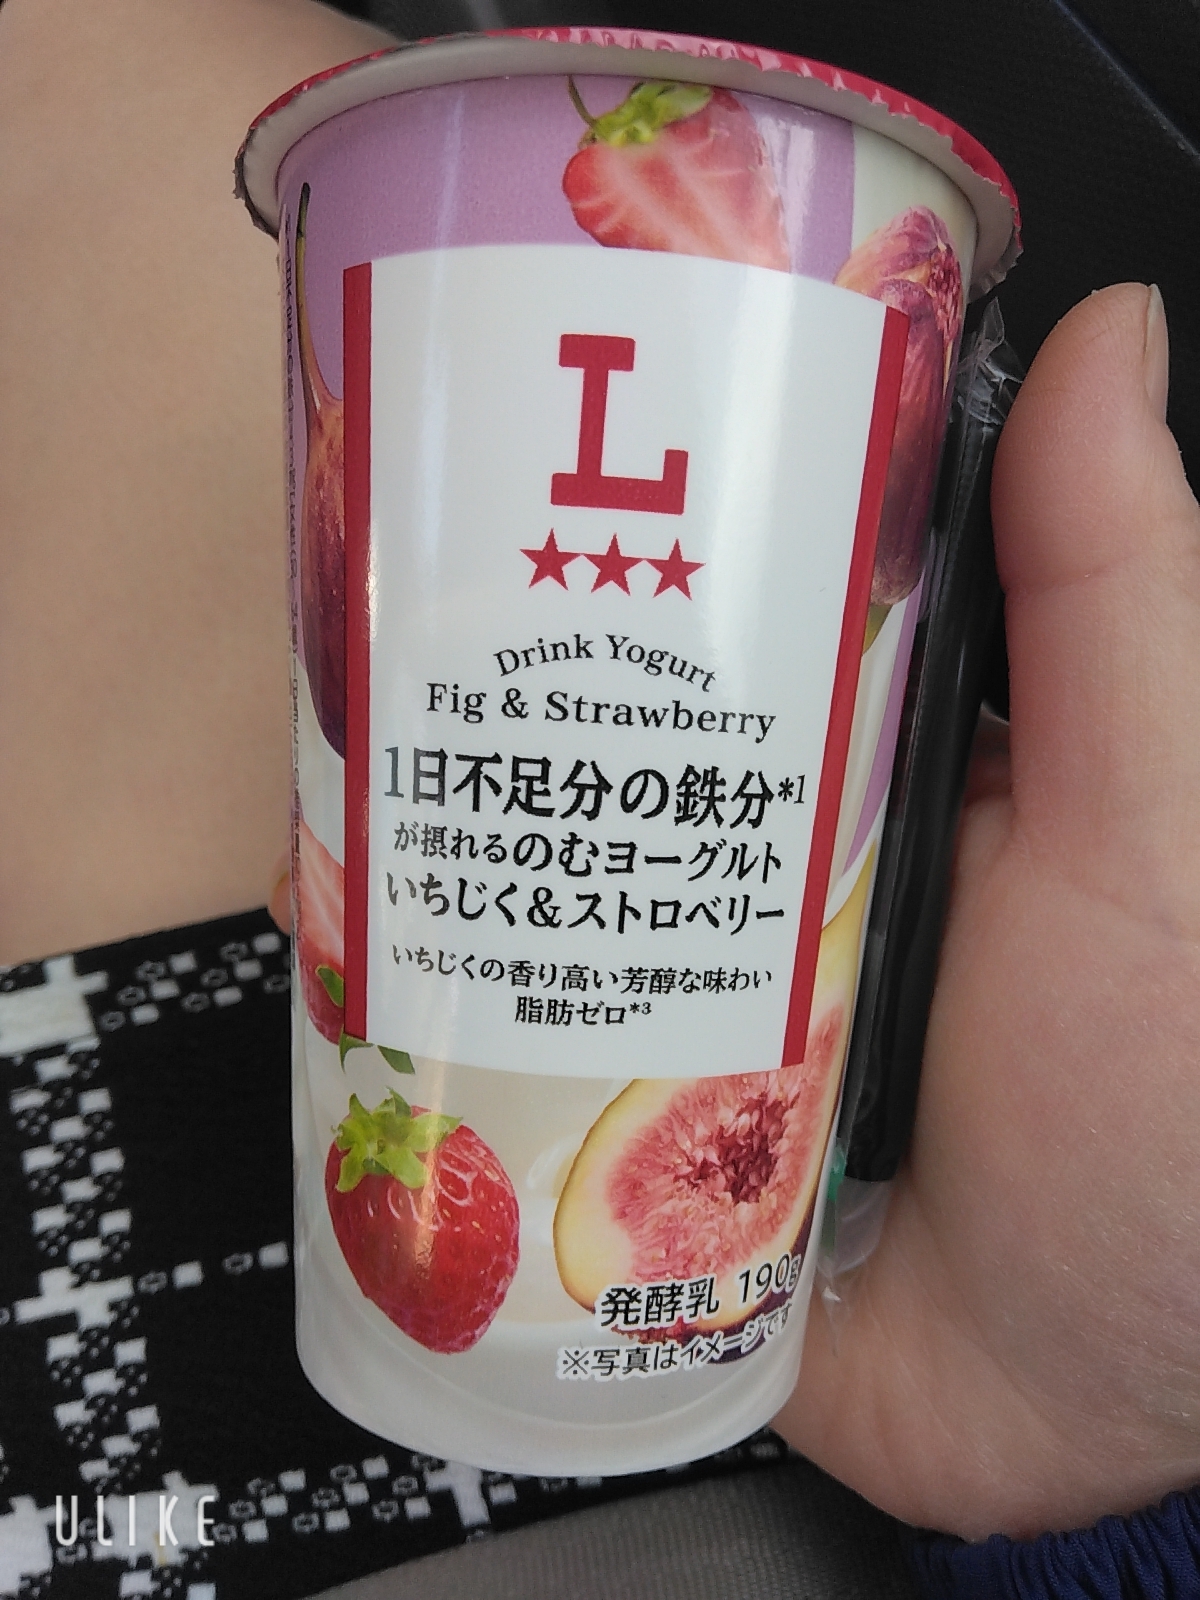 L
★★★
Drink Yogurt
Fig & Strawberry
1日不足分の鉄分*1
が摂れるのむヨーグルト
いちじく&ストロベリー
いちじくの香り高い芳醇な味わい
脂肪ゼロ*3
発酵乳 190g
※写真はイメージです
ULIKE